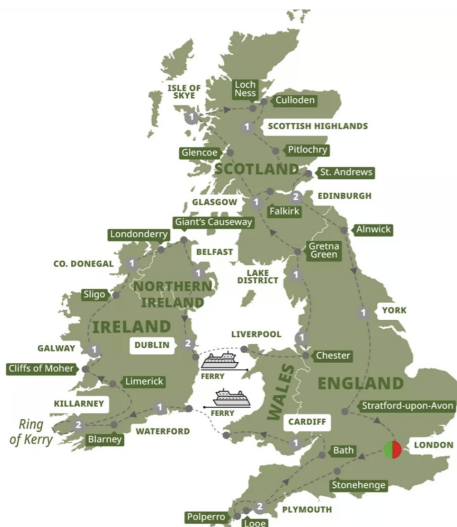 ISLE OF
SKYE
1
Loch
Ness
Culloden
1
SCOTTISH HIGHLANDS
Glencoe
Pitlochry
SCOTLAND
St. Andrews
GLASGOW
1
2
EDINBURGH
Falkirk
Giant's Causeway
Alnwick
Londonderry
Gretna
Green
BELFAST
CO. DONEGAL
1
1
LAKE
DISTRICT
1
NORTHERN
IRELAND
Sligo
1
YORK
IRELAND
LIVERPOOL
1
GALWAY
1
DUBLIN
2
Chester
Cliffs of Moher
FERRY
WALES
ENGLAND
Limerick
FERRY
KILLARNEY
1
CARDIFF
Stratford-upon-Avon
Ring
of Kerry
2
Blarney
WATERFORD
1
Bath
LONDON
Stonehenge
2
PLYMOUTH
Polperro
Looe